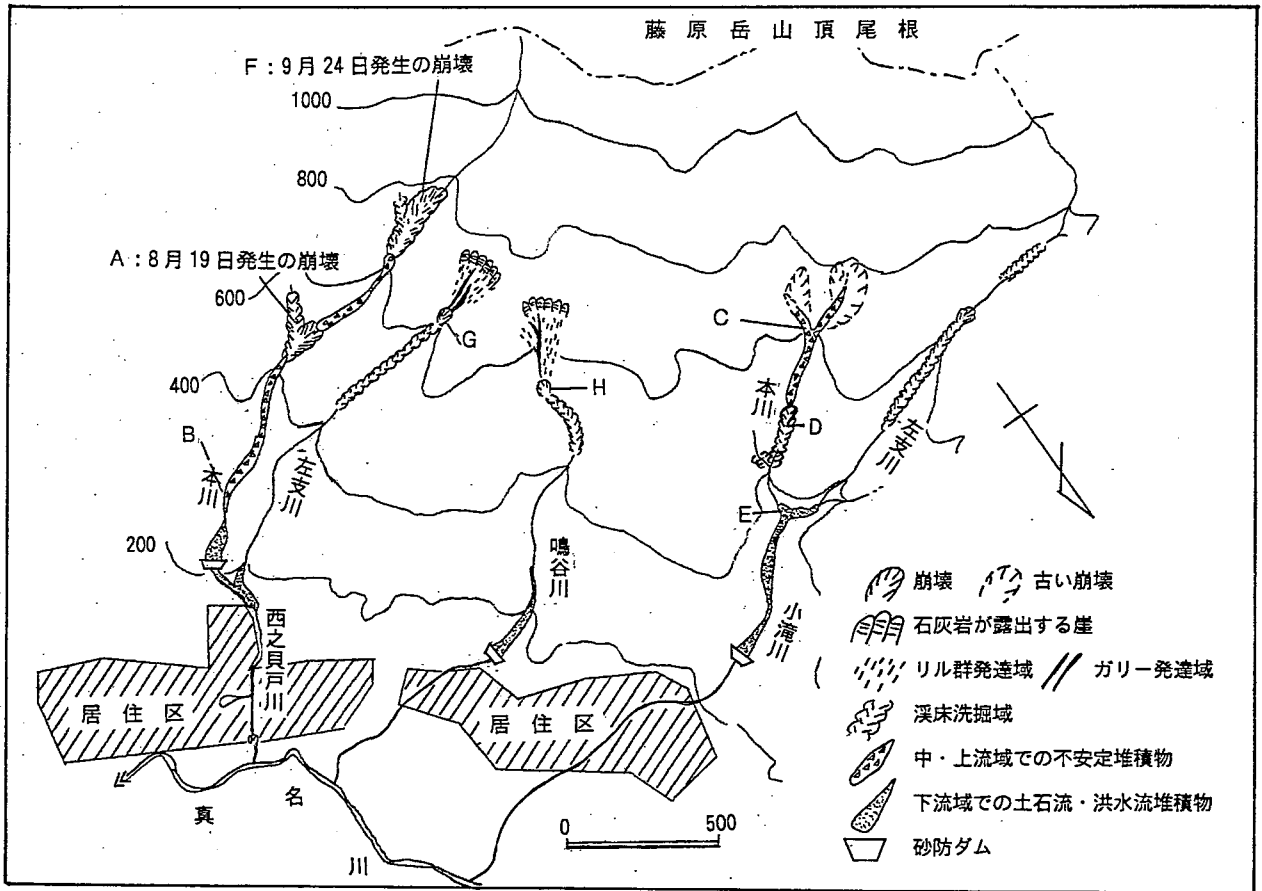 藤原岳山頂尾根
F:9月24日発生の崩壊
1000
800
A:8月19日発生の崩壊
600
G
C
400
H
本川
D
B
左支川
本川
左支川
E
200
鳴谷川
崩壊
古い崩壊
西之貝戸川
小滝川
石灰岩が露出する崖
リル群発達域
ガリー発達域
居住区
居住区
渓床洗掘域
中・上流域での不安定堆積物
下流域での土石流・洪水流堆積物
真名川
0
500
砂防ダム